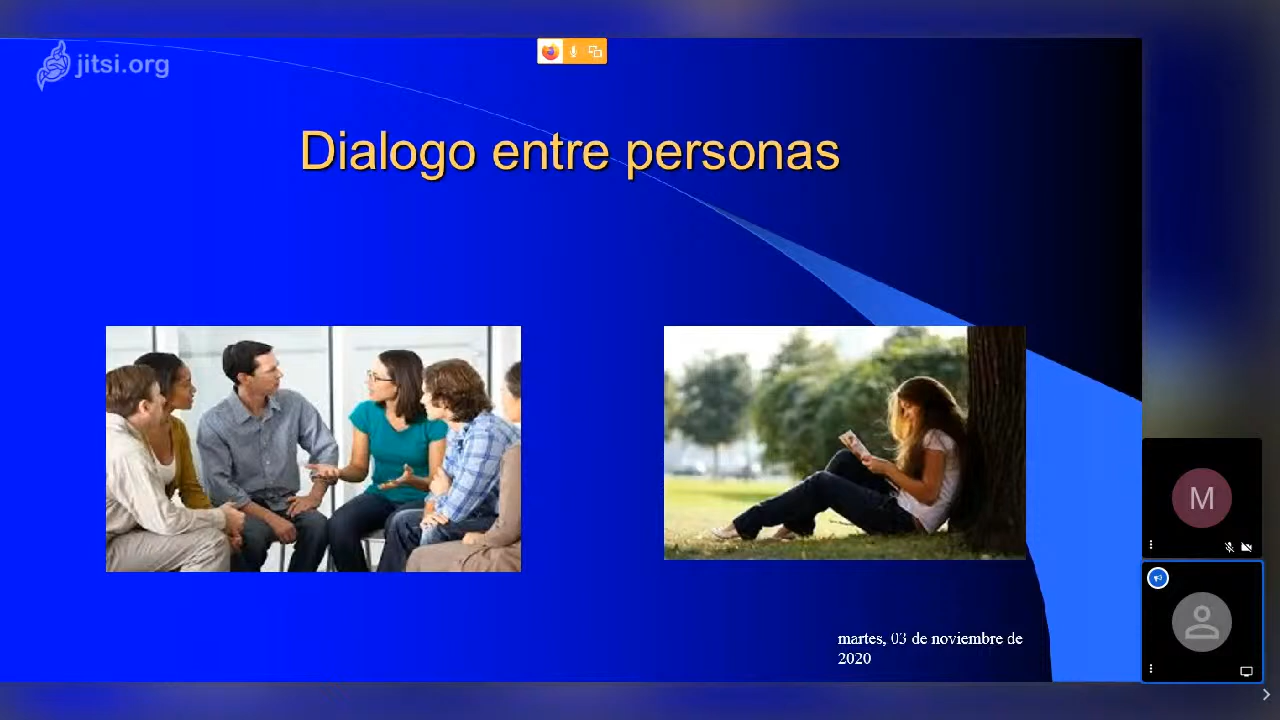 jitsi.org
Dialogo entre personas
M
martes, 03 de noviembre de
2020